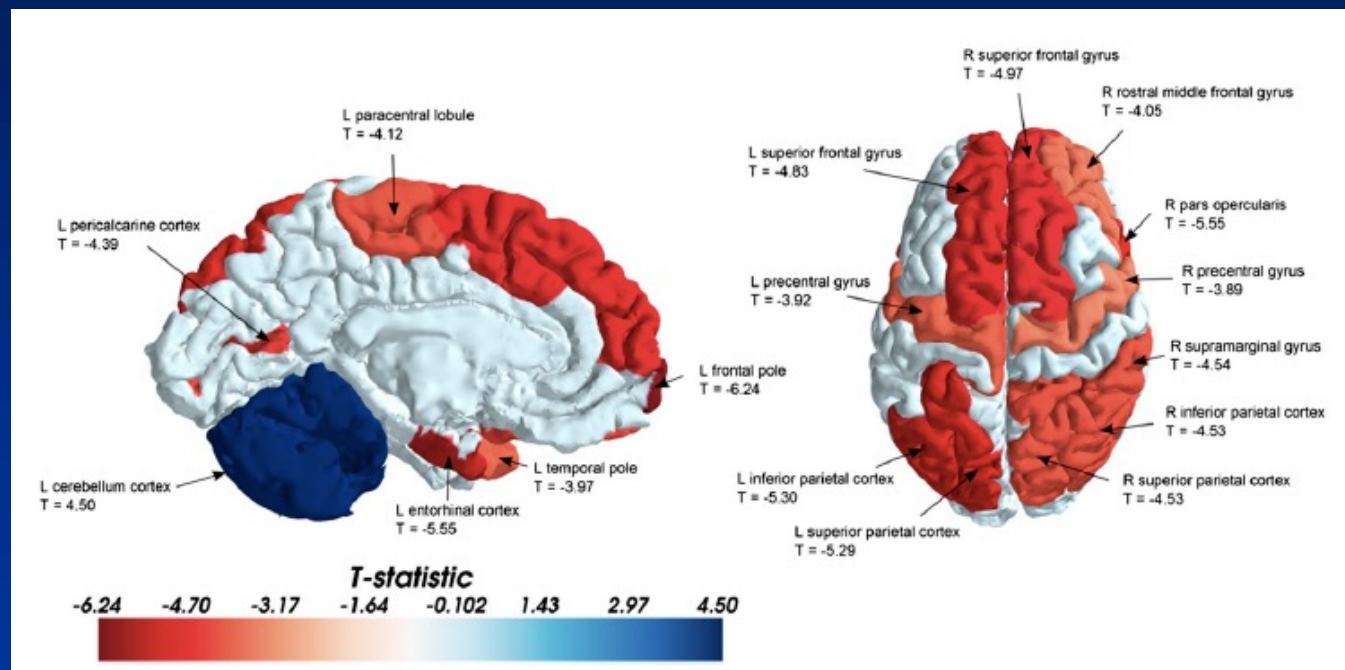 L paracentral lobule
T = -4.12
L pericalcarine cortex
T = -4.39
L frontal pole
T = -6.24
L temporal pole
T = -3.97
L entorhinal cortex
T = -5.55
L cerebellum cortex
T = 4.50
R superior frontal gyrus
T = -4.97
R rostral middle frontal gyrus
T = -4.05
L superior frontal gyrus
T = -4.83
R pars opercularis
T = -5.55
L precentral gyrus
T = -3.92
R precentral gyrus
T = -3.89
R supramarginal gyrus
T = -4.54
R inferior parietal cortex
T = -4.53
L inferior parietal cortex
T = -5.30
R superior parietal cortex
T = -4.53
L superior parietal cortex
T = -5.29
T-statistic
-6.24 -4.70 -3.17 -1.64 -0.102 1.43 2.97 4.50